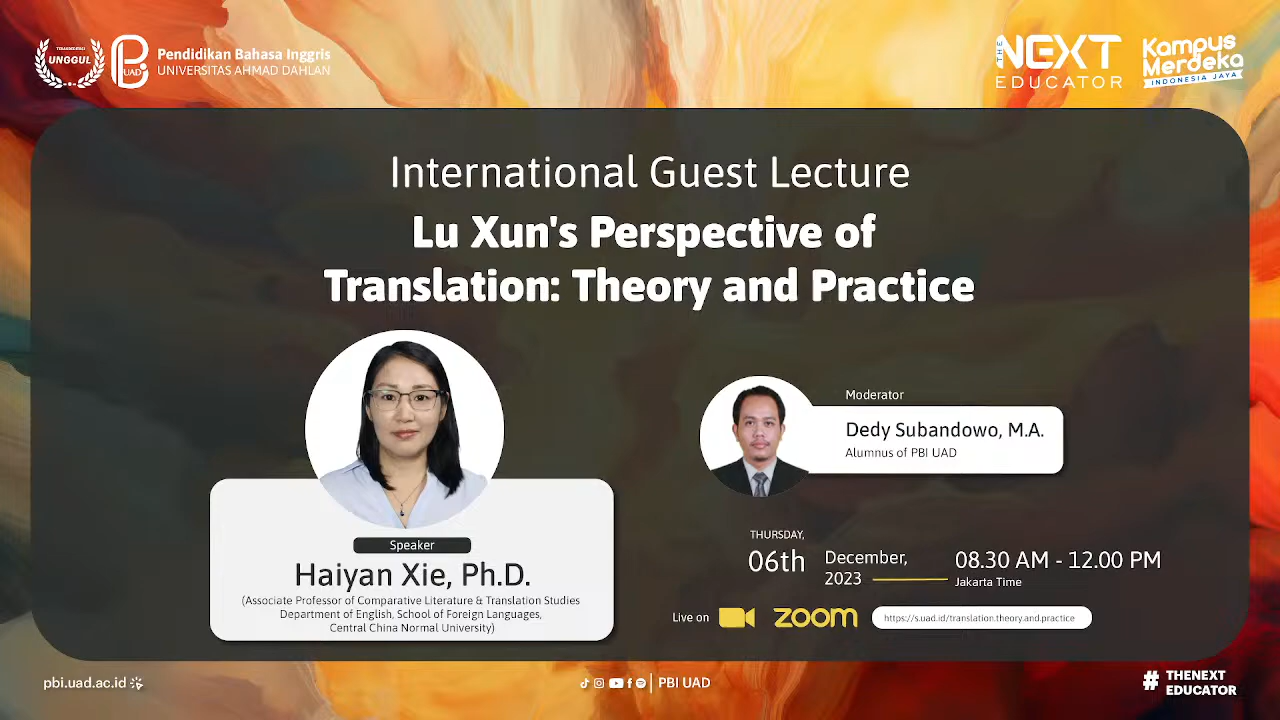 UNGGUL
UAD
Pendidikan Bahasa Inggris
UNIVERSITAS AHMAD DAHLAN
THE NEXT
EDUCATOR
Kampus
Merdeka
INDONESIA JAYA
International Guest Lecture
Lu Xun's Perspective of
Translation: Theory and Practice
Speaker
Haiyan Xie, Ph.D.
(Associate Professor of Comparative Literature & Translation Studies
Department of English, School of Foreign Languages,
Central China Normal University)
Moderator
Dedy Subandowo, M.A.
Alumnus of PBI UAD
THURSDAY,
06th
December,
2023
08.30 AM - 12.00 PM
Jakarta Time
Live on
zoom
https://s.uad.id/translation.theory.and.practice
pbi.uad.ac.id
PBI UAD
# THENEXT
EDUCATOR